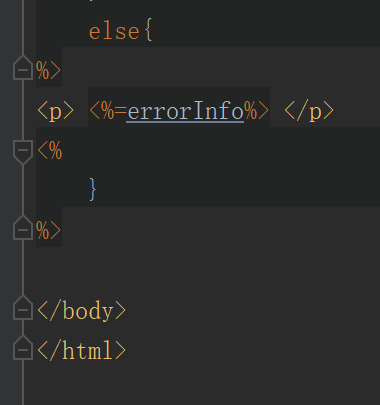 else{
%>
<p> <%=errorInfo%> </p>
<%
}
%>
</body>
</html>